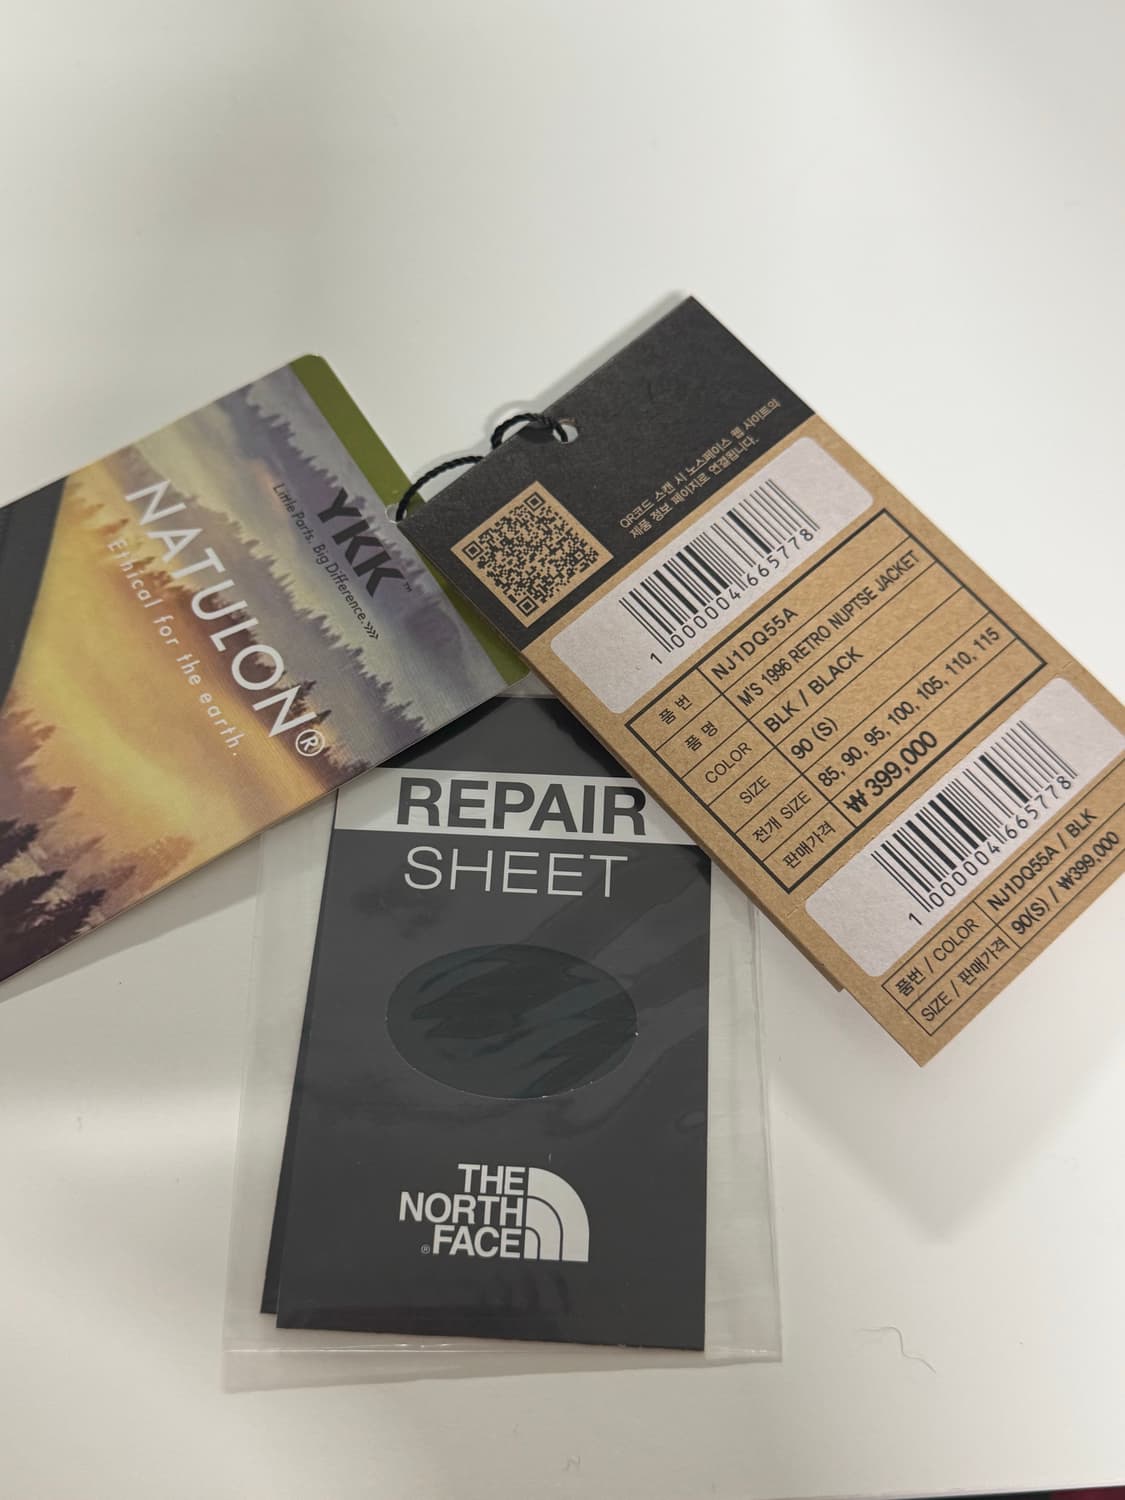 YKK™
Little Parts. Big Difference.
NATULON®
Ethical for the earth.
REPAIR
SHEET
THE
NORTH
® FACE
QR코드 스캔 시 노스페이스 웹 사이트의
제품 정보 페이지로 연결됩니다.
1000004665778
품 번 NJ1DQ55A
품 명 M'S 1996 RETRO NUPTSE JACKET
COLOR BLK / BLACK
SIZE 90 (S)
전개 SIZE 85, 90, 95, 100, 105, 110, 115
판매가격 ₩ 399,000
1000004665778
품번 / COLOR NJ1DQ55A / BLK
SIZE / 판매가격 90(S) / ₩399,000